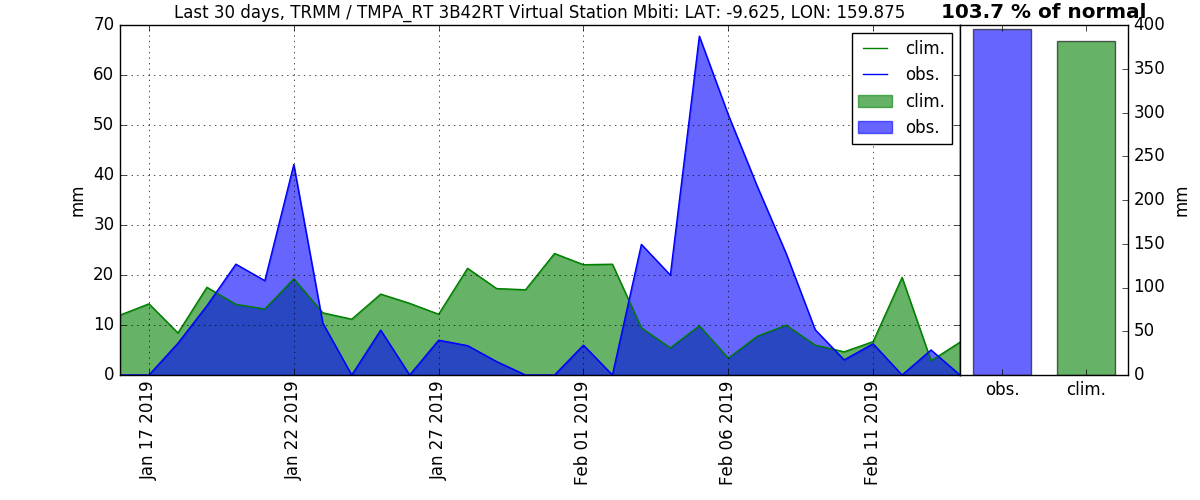 Last 30 days, TRMM / TMPA_RT 3B42RT Virtual Station Mbiti: LAT: -9.625, LON: 159.875
103.7 % of normal
70
60
50
40
30
20
10
0
mm
clim.
obs.
clim.
obs.
Jan 17 2019
Jan 22 2019
Jan 27 2019
Feb 01 2019
Feb 06 2019
Feb 11 2019
400
350
300
250
200
150
100
50
0
mm
obs.
clim.